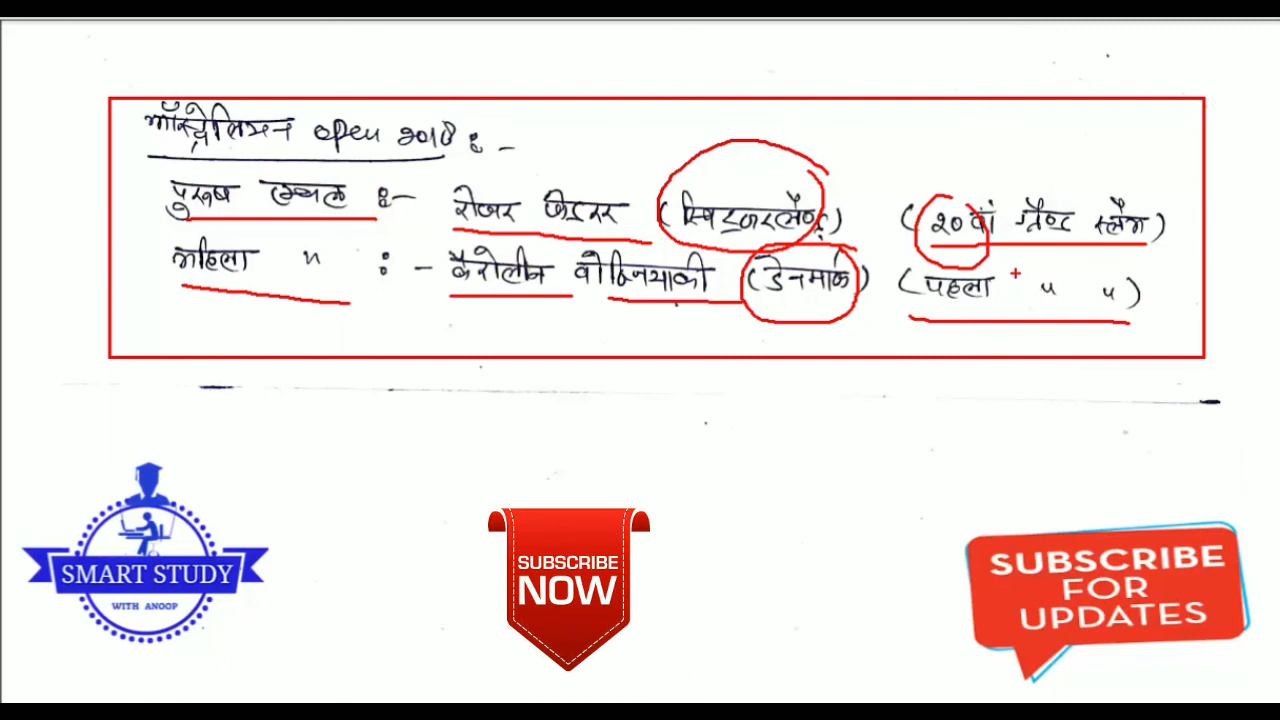 ऑस्ट्रेलियन open 2018 :-
पुरुष एकल :- रोजर फेडरर (स्विट्जरलैण्ड) (20वां ग्रैण्ड स्लैम)
महिला " :- कैरोलीन वोज्नियाकी (डेनमार्क) (पहला " ")
SMART STUDY
WITH ANOOP
SUBSCRIBE
NOW
SUBSCRIBE
FOR
UPDATES